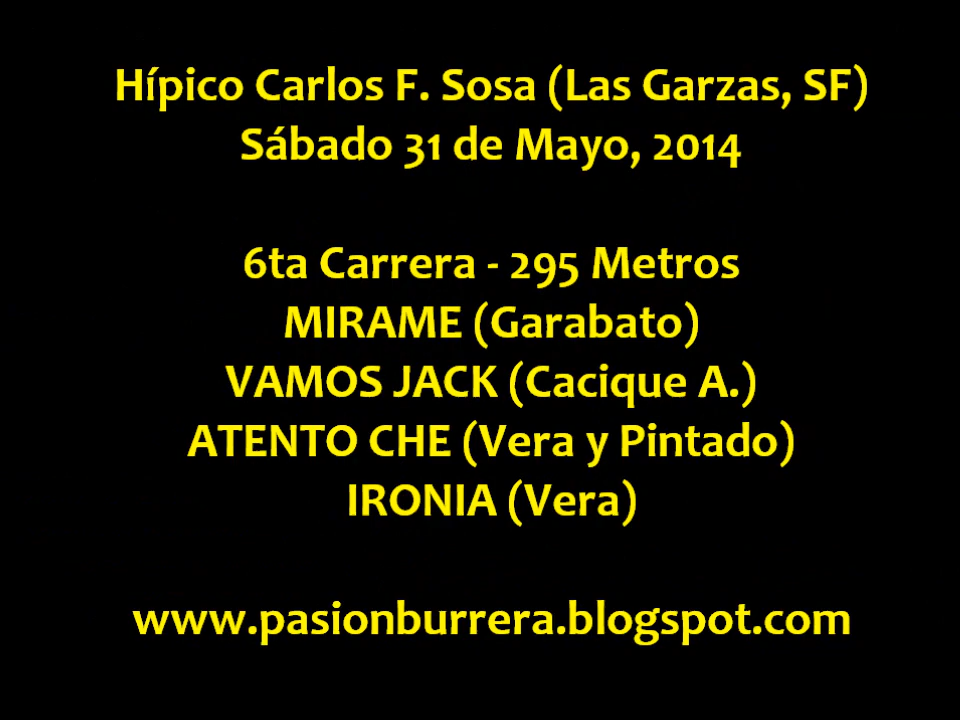 Hípico Carlos F. Sosa (Las Garzas, SF)
Sábado 31 de Mayo, 2014
6ta Carrera - 295 Metros
MIRAME (Garabato)
VAMOS JACK (Cacique A.)
ATENTO CHE (Vera y Pintado)
IRONIA (Vera)
www.pasionburrera.blogspot.com